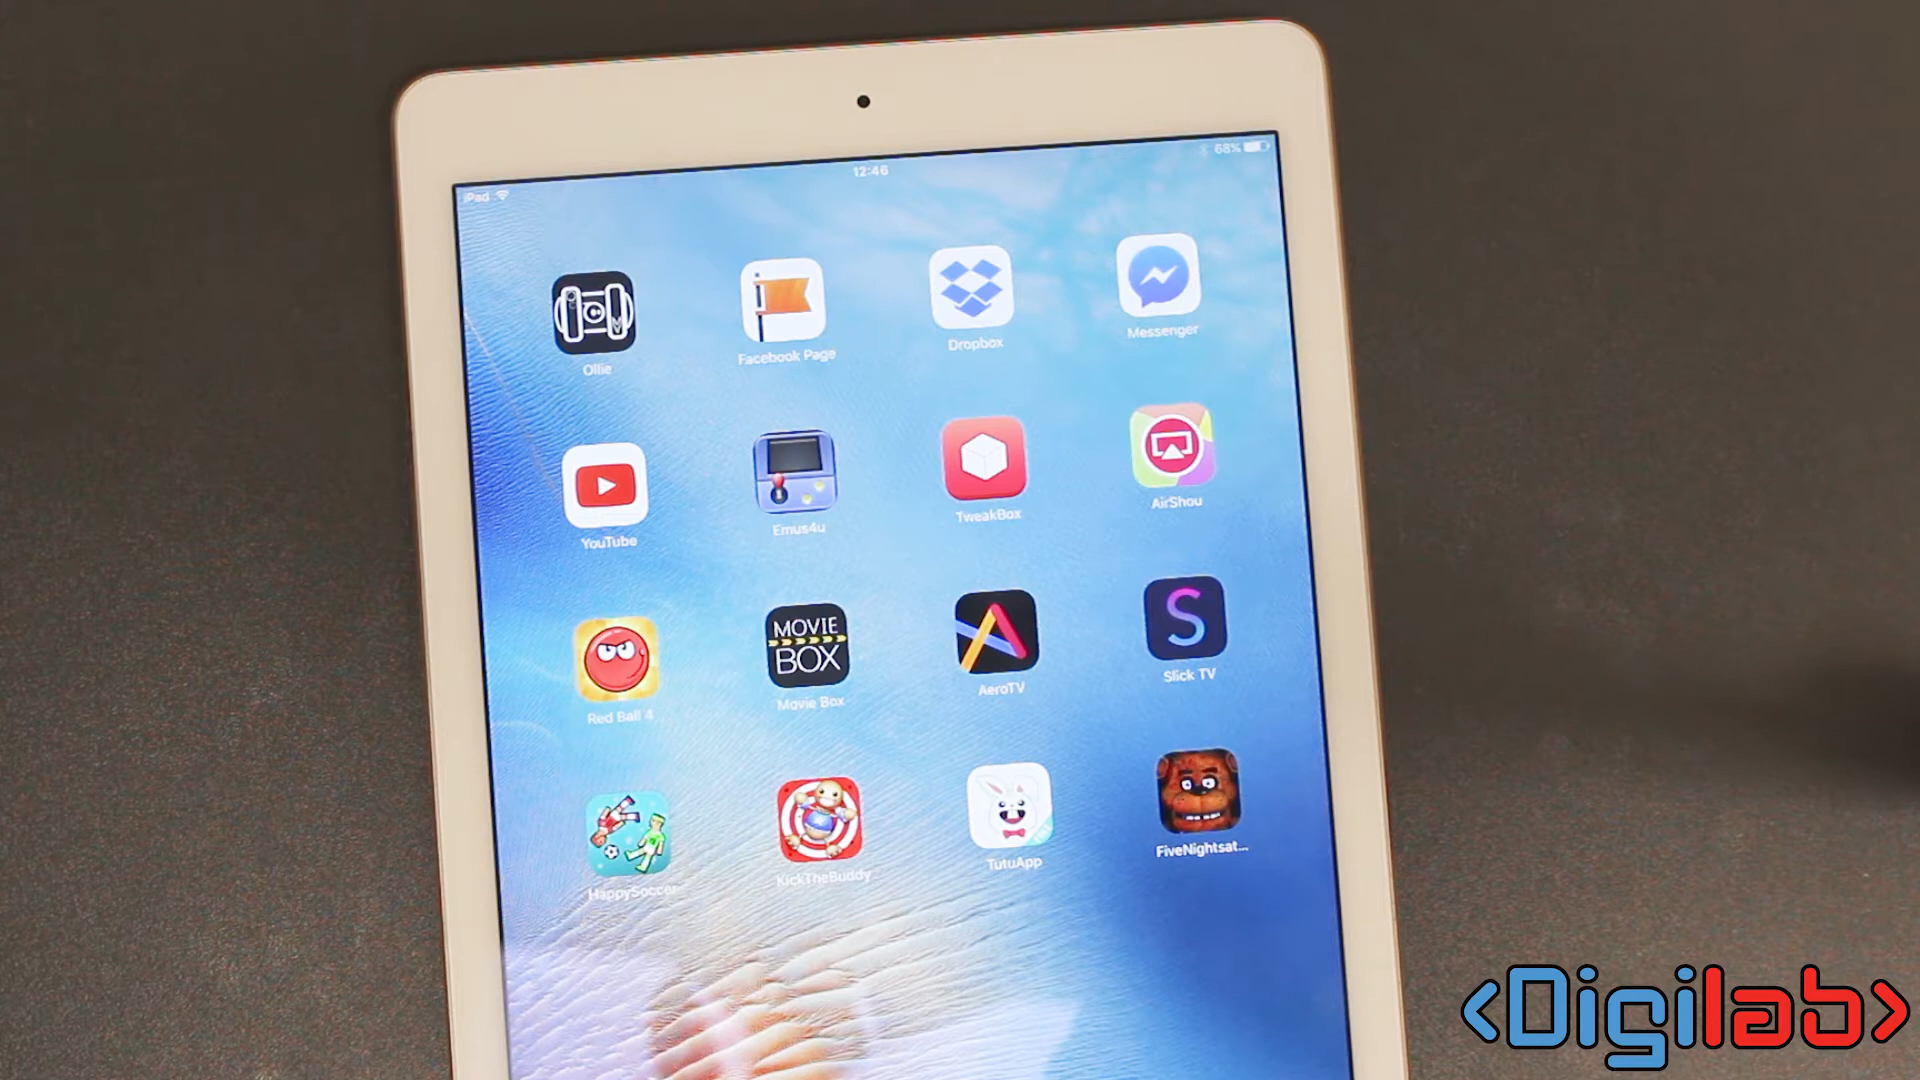 iPad
12:46
68%
Ollie
Facebook Page
Dropbox
Messenger
YouTube
Emus4u
TweakBox
AirShou
MOVIE
BOX
S
Red Ball 4
Movie Box
AeroTV
Slick TV
HappySoccer
KickTheBuddy
TutuApp
FiveNightsat...
<Digilab>